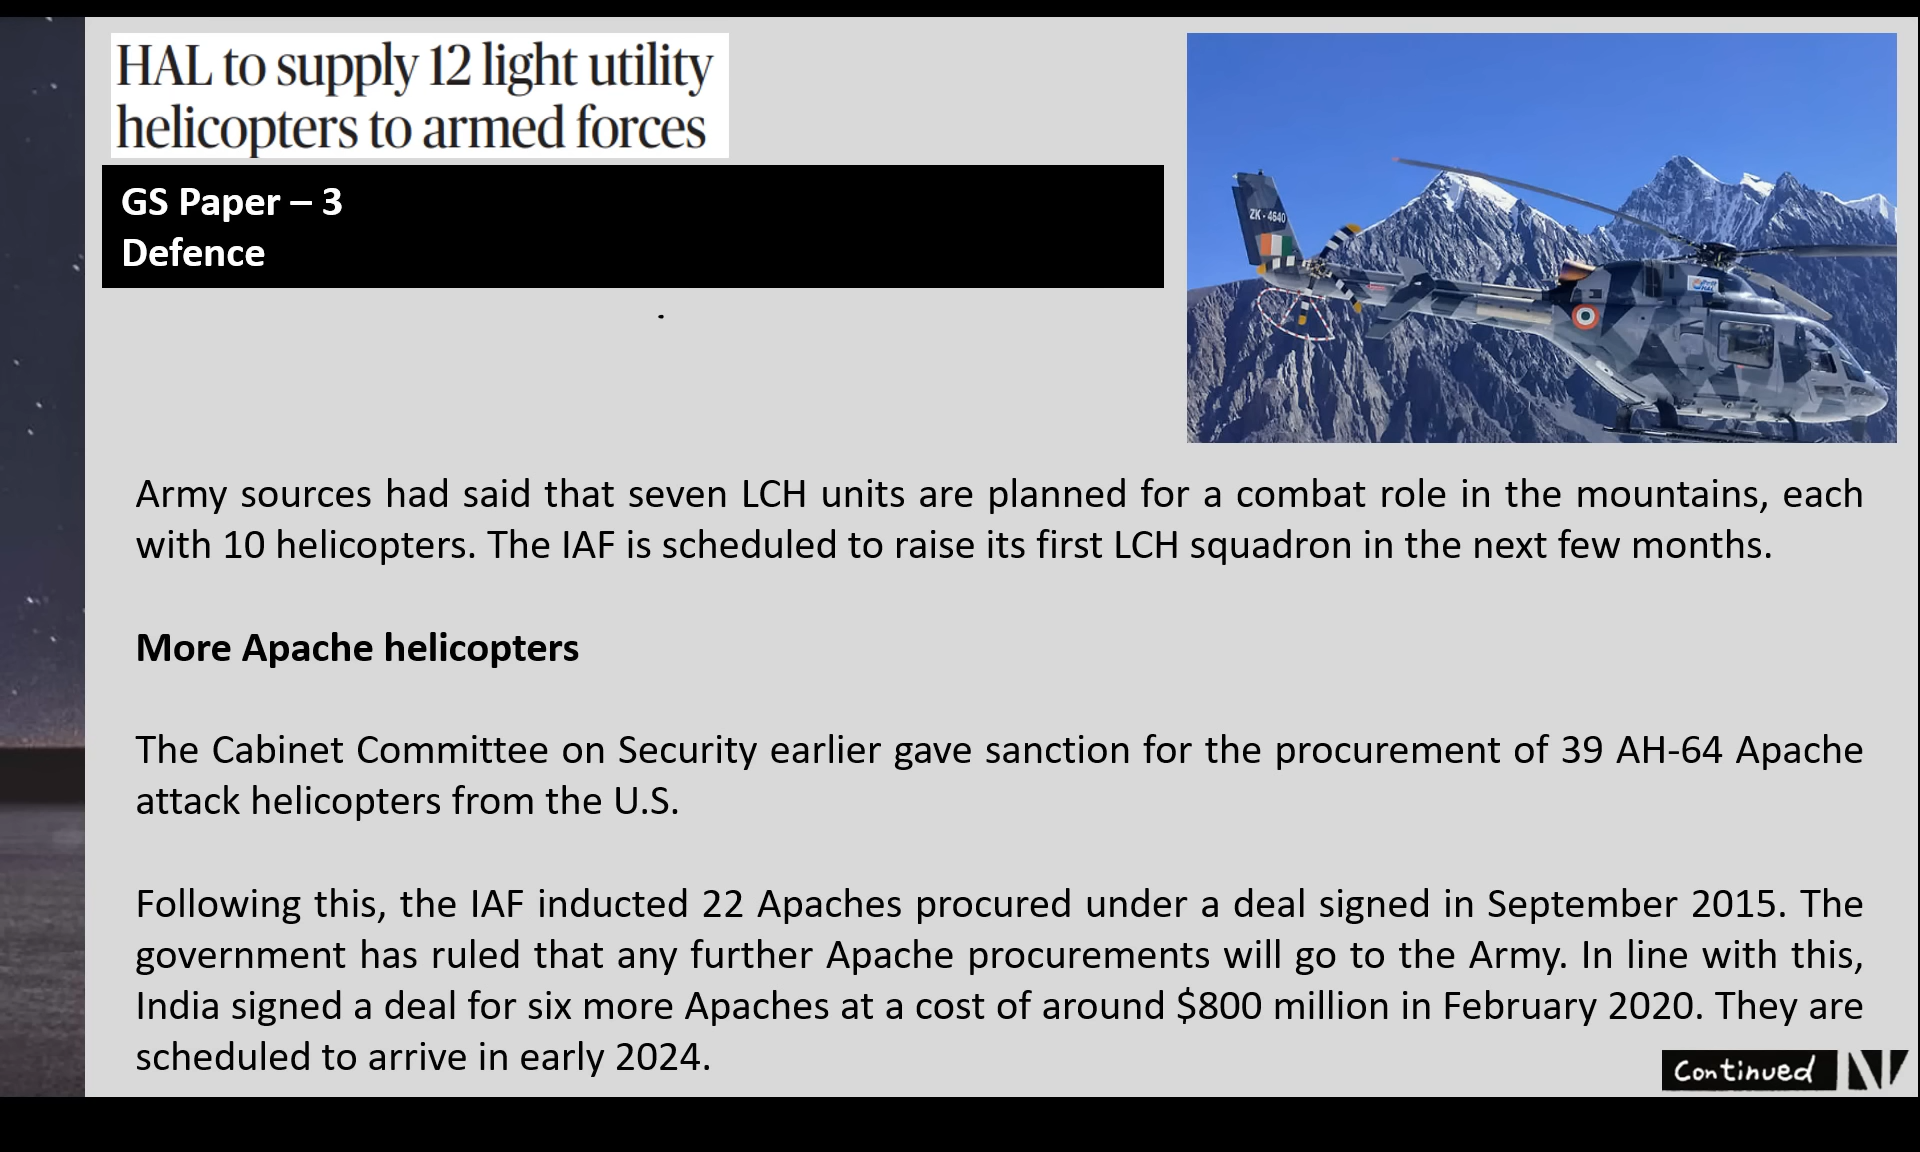 HAL to supply 12 light utility
helicopters to armed forces
GS Paper – 3
Defence
ZK - 4640
Army sources had said that seven LCH units are planned for a combat role in the mountains, each
with 10 helicopters. The IAF is scheduled to raise its first LCH squadron in the next few months.
More Apache helicopters
The Cabinet Committee on Security earlier gave sanction for the procurement of 39 AH-64 Apache
attack helicopters from the U.S.
Following this, the IAF inducted 22 Apaches procured under a deal signed in September 2015. The
government has ruled that any further Apache procurements will go to the Army. In line with this,
India signed a deal for six more Apaches at a cost of around $800 million in February 2020. They are
scheduled to arrive in early 2024.
Continued